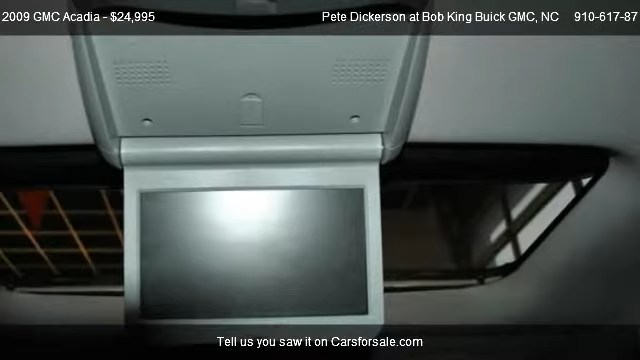 2009 GMC Acadia - $24,995 Pete Dickerson at Bob King Buick GMC, NC 910-617-87
Tell us you saw it on Carsforsale.com